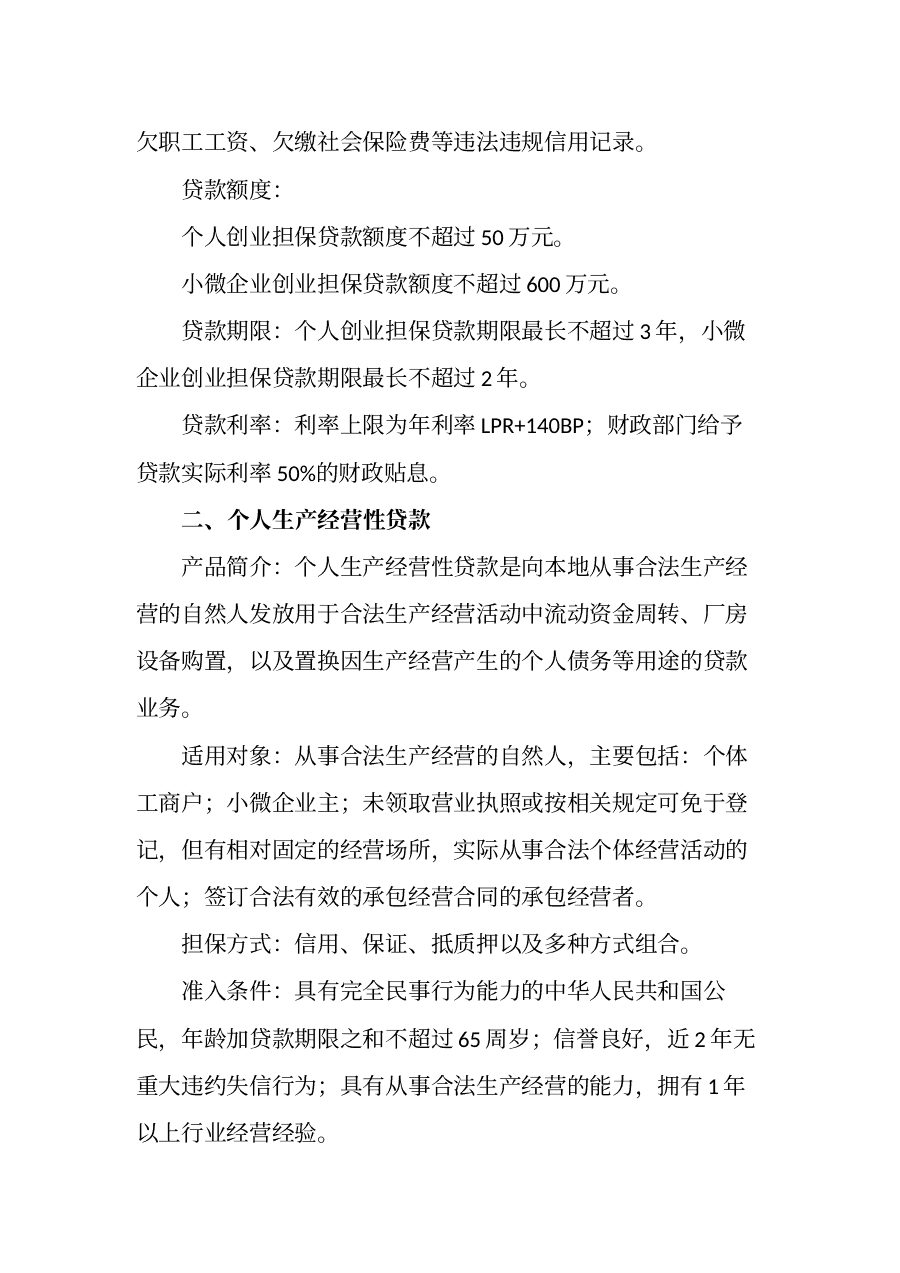 欠职工工资、欠缴社会保险费等违法违规信用记录。
贷款额度：
个人创业担保贷款额度不超过 50 万元。
小微企业创业担保贷款额度不超过 600 万元。
贷款期限：个人创业担保贷款期限最长不超过 3 年，小微
企业创业担保贷款期限最长不超过 2 年。
贷款利率：利率上限为年利率 LPR+140BP；财政部门给予
贷款实际利率 50%的财政贴息。
二、个人生产经营性贷款
产品简介：个人生产经营性贷款是向本地从事合法生产经
营的自然人发放用于合法生产经营活动中流动资金周转、厂房
设备购置，以及置换因生产经营产生的个人债务等用途的贷款
业务。
适用对象：从事合法生产经营的自然人，主要包括：个体
工商户；小微企业主；未领取营业执照或按相关规定可免于登
记，但有相对固定的经营场所，实际从事合法个体经营活动的
个人；签订合法有效的承包经营合同的承包经营者。
担保方式：信用、保证、抵质押以及多种方式组合。
准入条件：具有完全民事行为能力的中华人民共和国公
民，年龄加贷款期限之和不超过 65 周岁；信誉良好，近 2 年无
重大违约失信行为；具有从事合法生产经营的能力，拥有 1 年
以上行业经营经验。